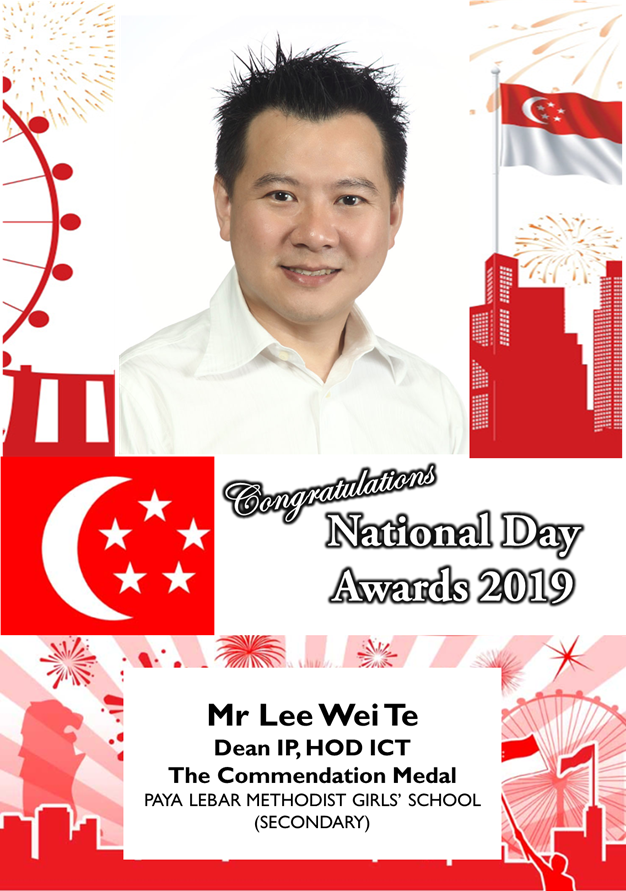 Congratulations
National Day
Awards 2019
Mr Lee Wei Te
Dean IP, HOD ICT
The Commendation Medal
PAYA LEBAR METHODIST GIRLS' SCHOOL
(SECONDARY)